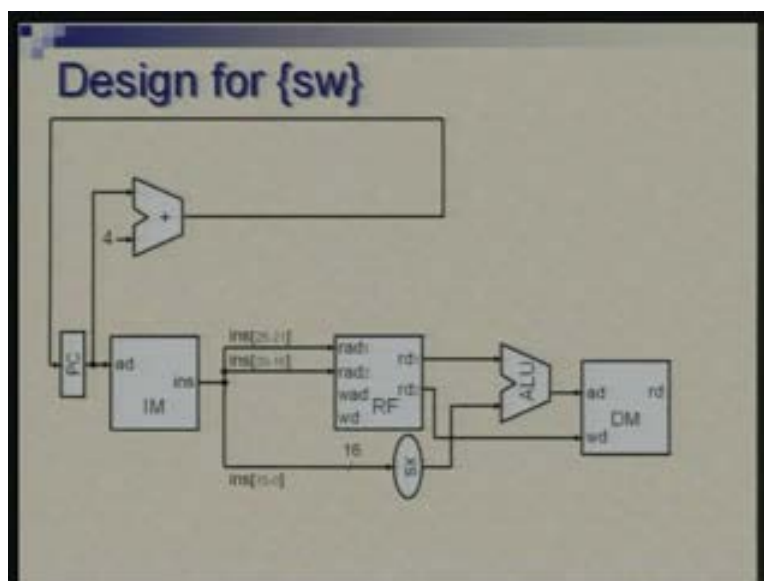 Design for {sw}
+
4
PC
ad
ins
IM
ins[25-21]
ins[20-16]
rad1
rad2
wad
wd
rd1
rd2
RF
16
ins[15-0]
sx
ALU
ad
rd
wd
DM